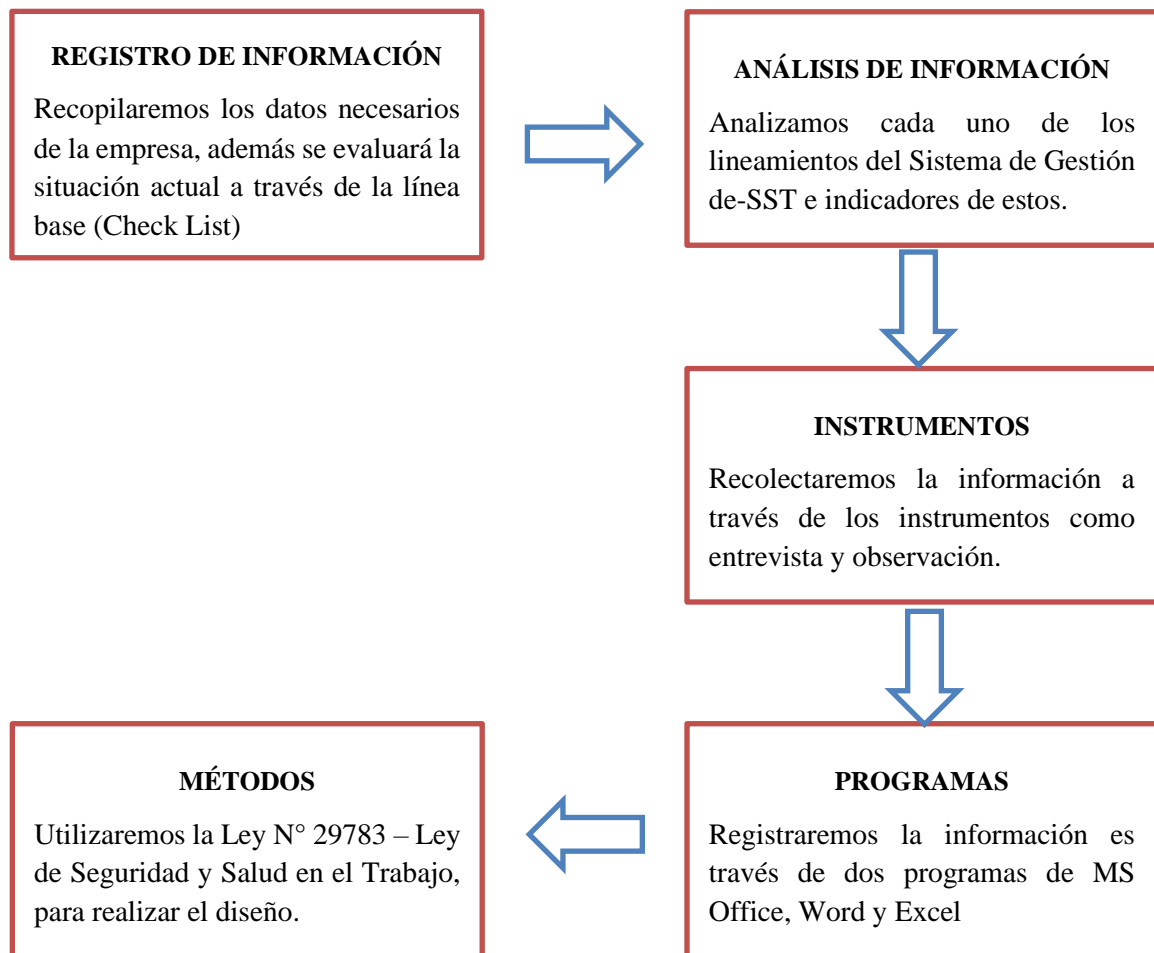 REGISTRO DE INFORMACIÓN
Recopilaremos los datos necesarios
de la empresa, además se evaluará la
situación actual a través de la línea
base (Check List)
ANÁLISIS DE INFORMACIÓN
Analizamos cada uno de los
lineamientos del Sistema de Gestión
de-SST e indicadores de estos.
INSTRUMENTOS
Recolectaremos la información a
través de los instrumentos como
entrevista y observación.
PROGRAMAS
Registraremos la información es
través de dos programas de MS
Office, Word y Excel
MÉTODOS
Utilizaremos la Ley N° 29783 – Ley
de Seguridad y Salud en el Trabajo,
para realizar el diseño.